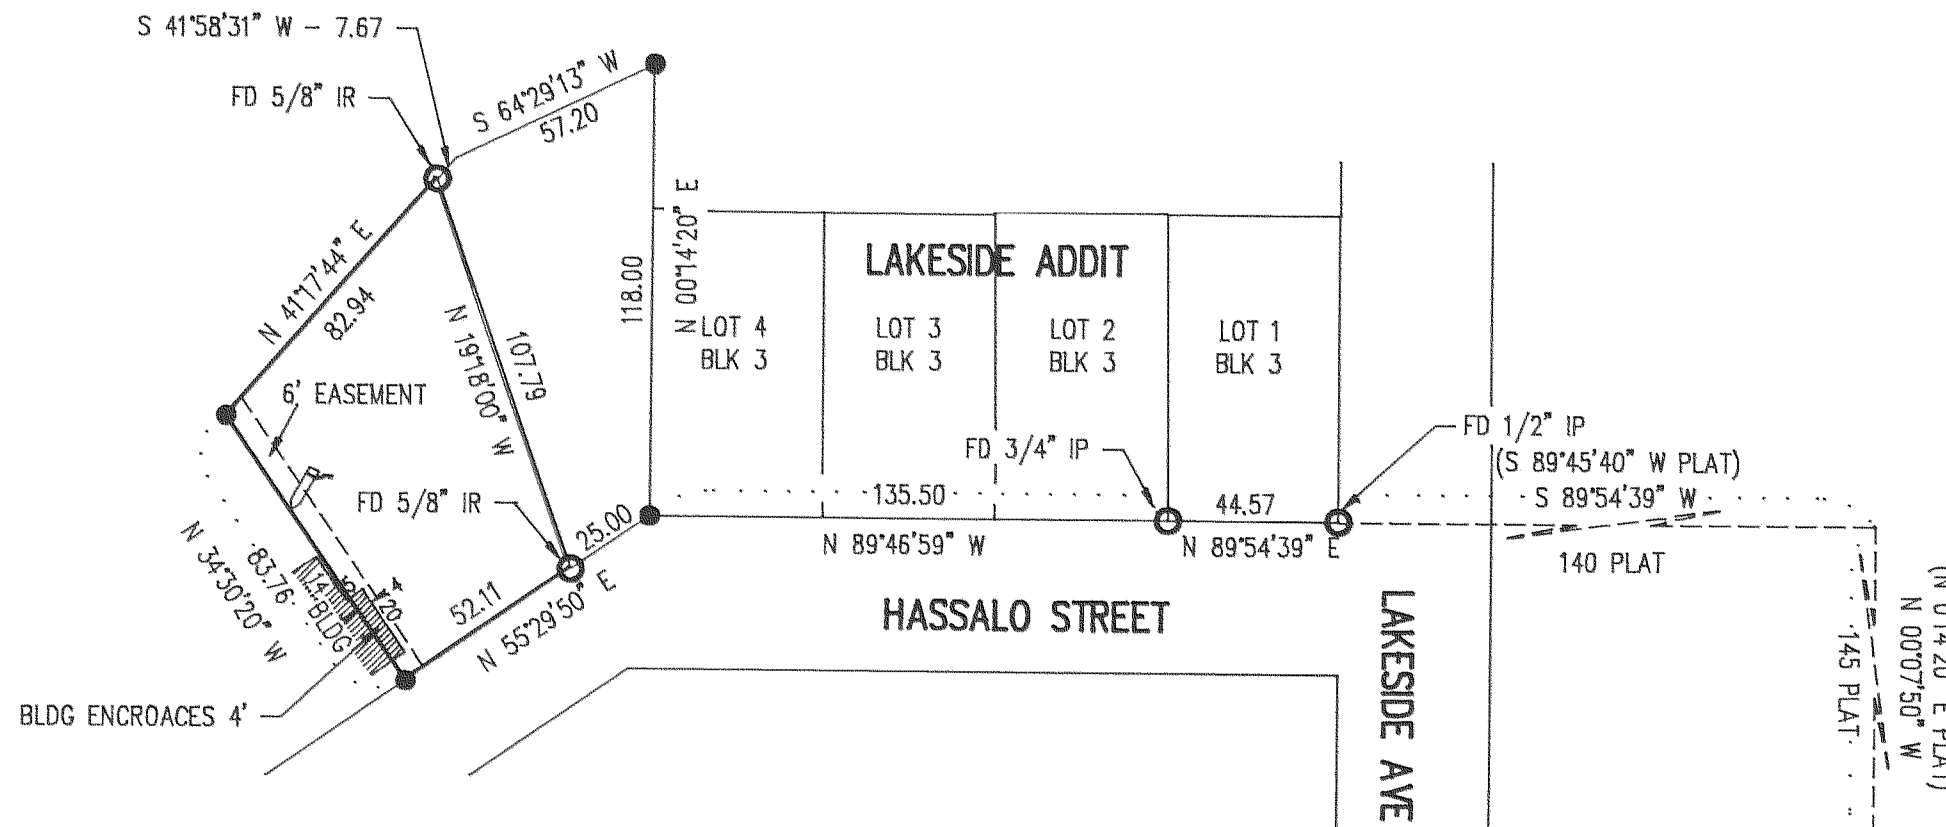 S 41°58'31" W - 7.67
FD 5/8" IR
S 64°29'13" W
57.20
N 41°17'44" E
82.94
N 19°18'00" W
107.79
118.00
N 00°14'20" E
LAKESIDE ADDIT
LOT 4
BLK 3
LOT 3
BLK 3
LOT 2
BLK 3
LOT 1
BLK 3
6' EASEMENT
FD 5/8" IR
FD 3/4" IP
FD 1/2" IP
(S 89°45'40" W PLAT)
S 89°54'39" W
140 PLAT
25.00
135.50
44.57
N 89°46'59" W
N 89°54'39" E
52.11
N 55°29'50" E
83.76
N 34°30'20" W
14
BLDG
4
20
BLDG ENCROACES 4'
HASSALO STREET
LAKESIDE AVE
145 PLAT
N 00°07'50" W
E PLAT)